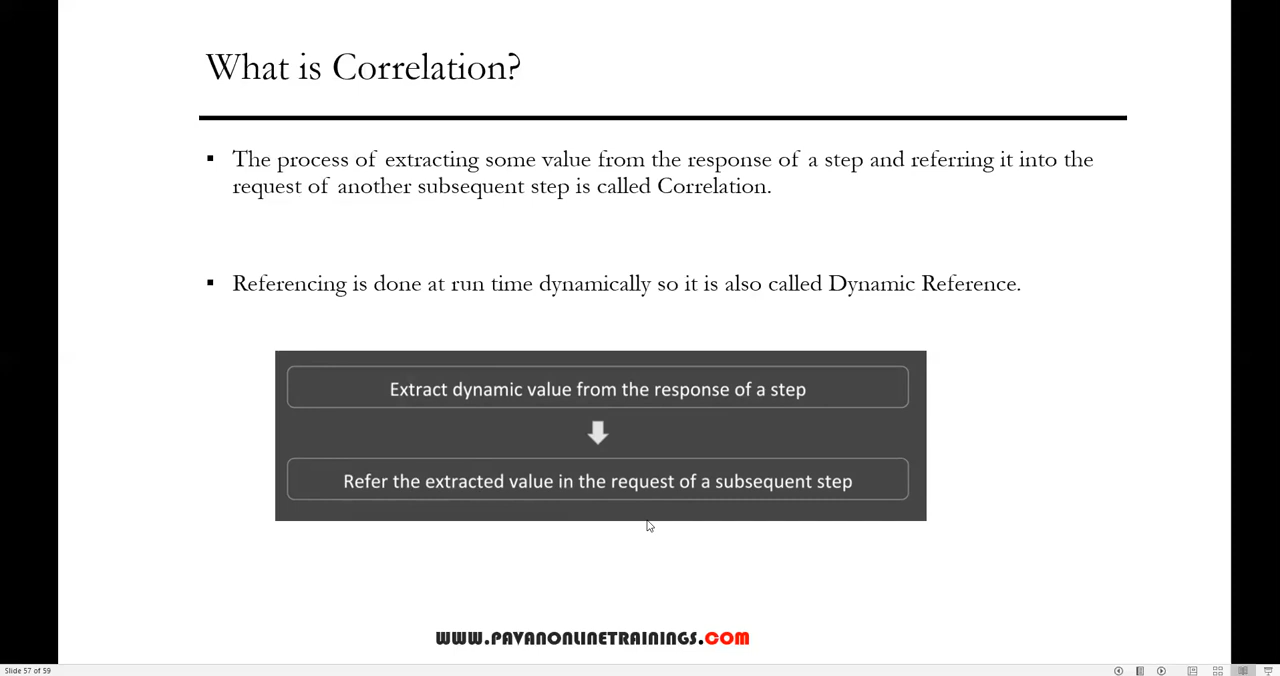 What is Correlation?
▪ The process of extracting some value from the response of a step and referring it into the
request of another subsequent step is called Correlation.
▪ Referencing is done at run time dynamically so it is also called Dynamic Reference.
Extract dynamic value from the response of a step
Refer the extracted value in the request of a subsequent step
WWW.PAVANONLINETRAININGS.COM
Slide 57 of 59